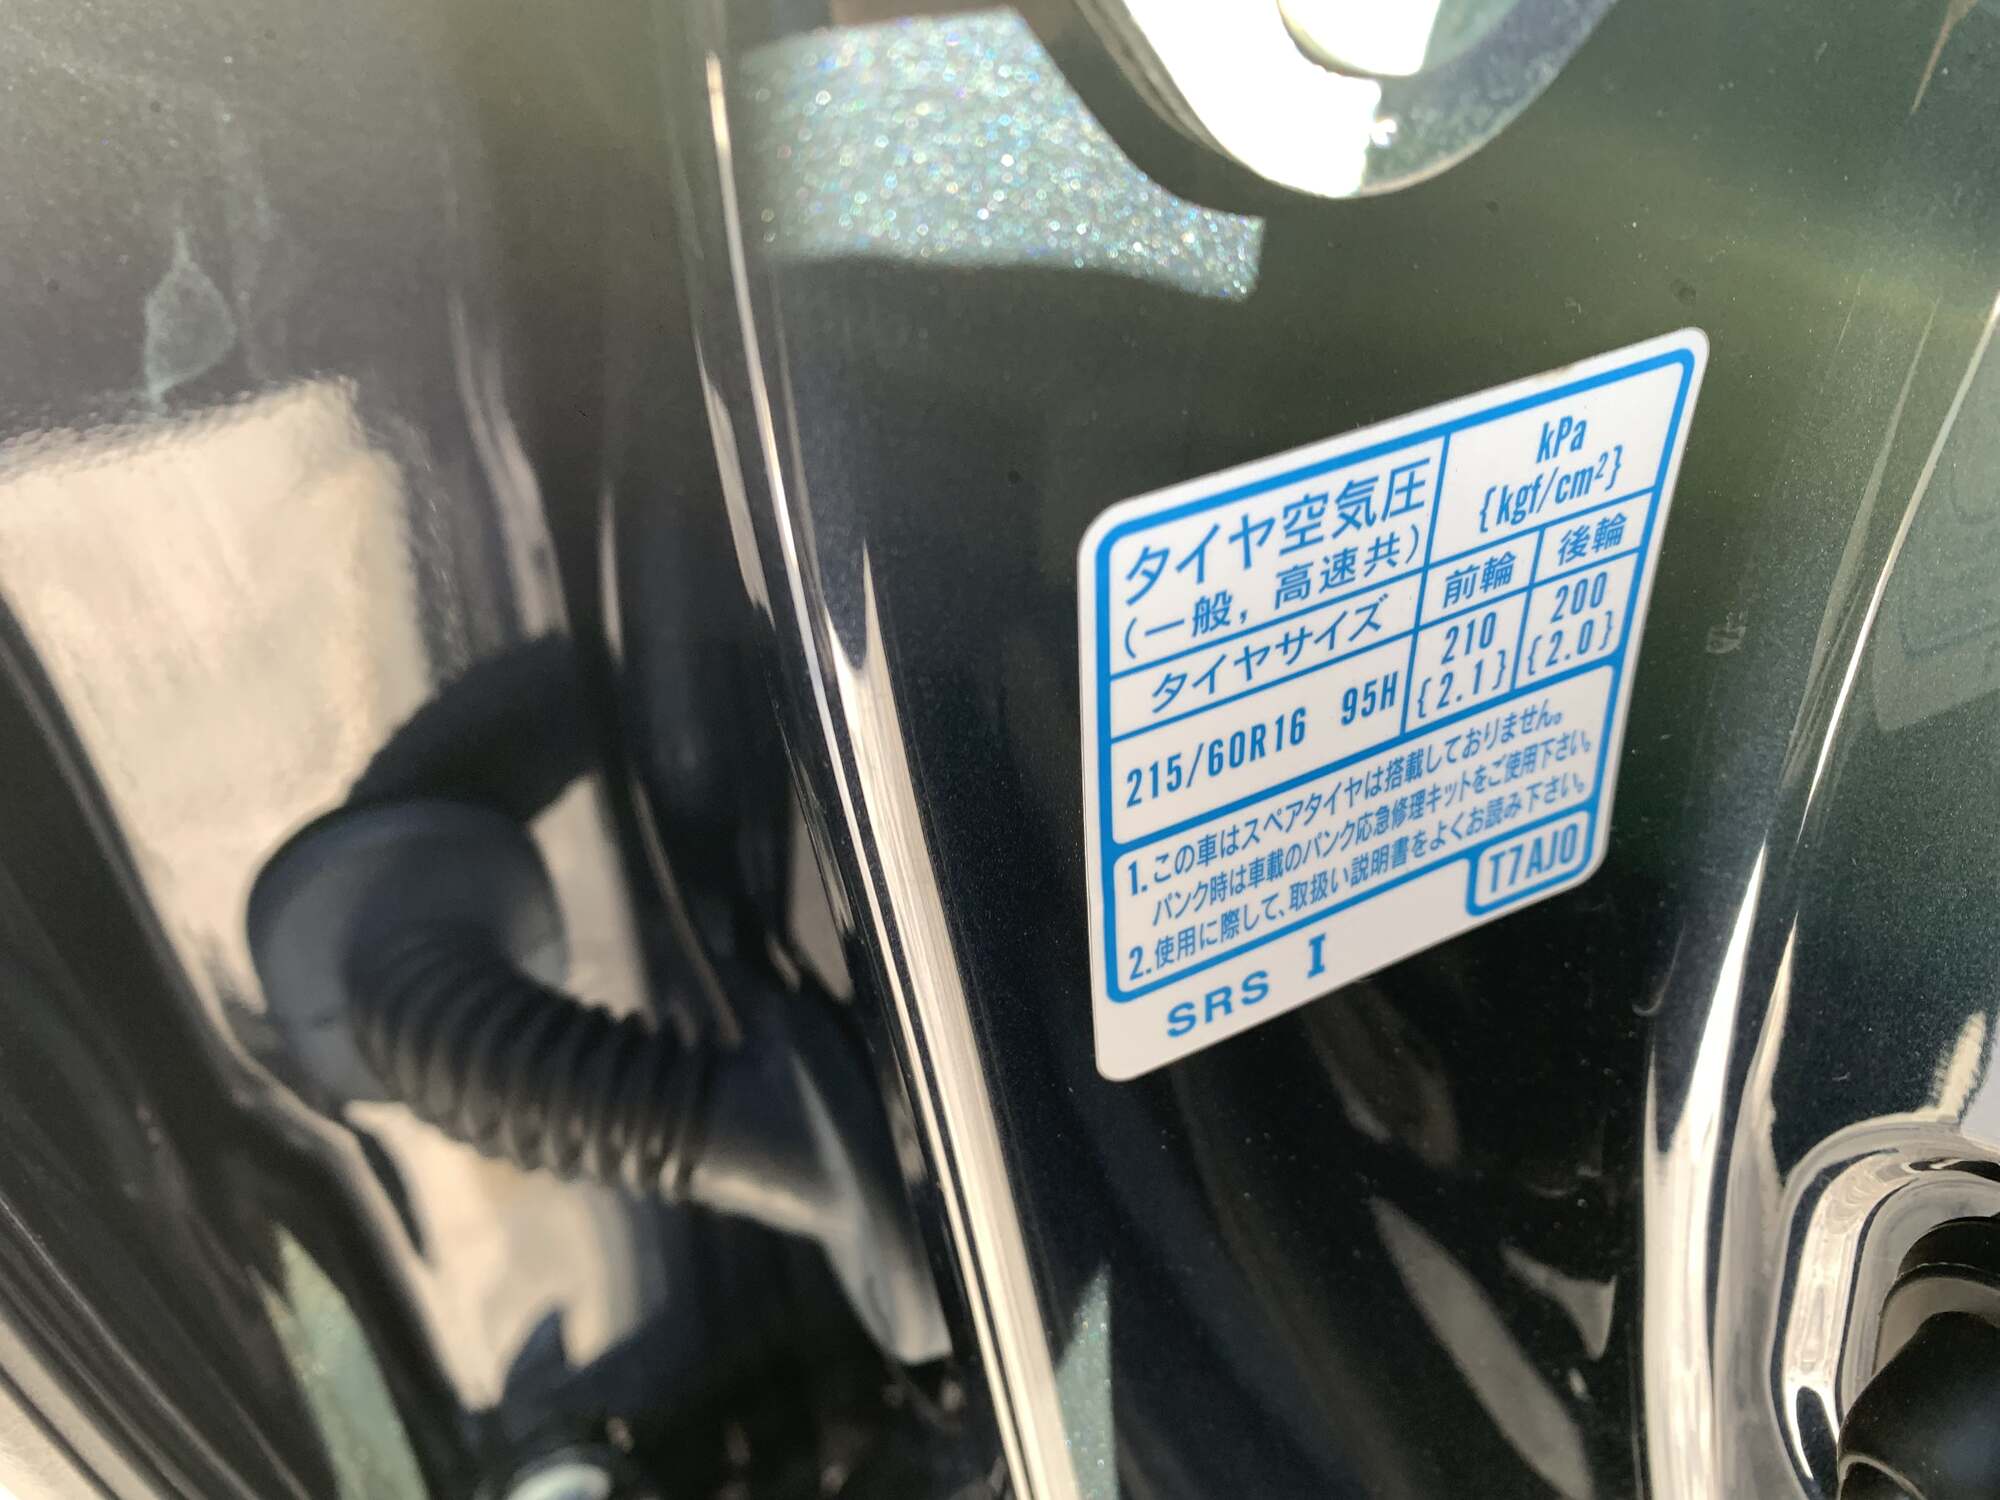 タイヤ空気圧
(一般, 高速共)
kPa
{kgf/cm²}
タイヤサイズ
前輪
後輪
215/60R16 95H
210
{2.1}
200
{2.0}
1. この車はスペアタイヤは搭載しておりません。
パンク時は車載のパンク応急修理キットをご使用下さい。
2. 使用に際して、取扱い説明書をよくお読み下さい。
T7AJ0
SRS I